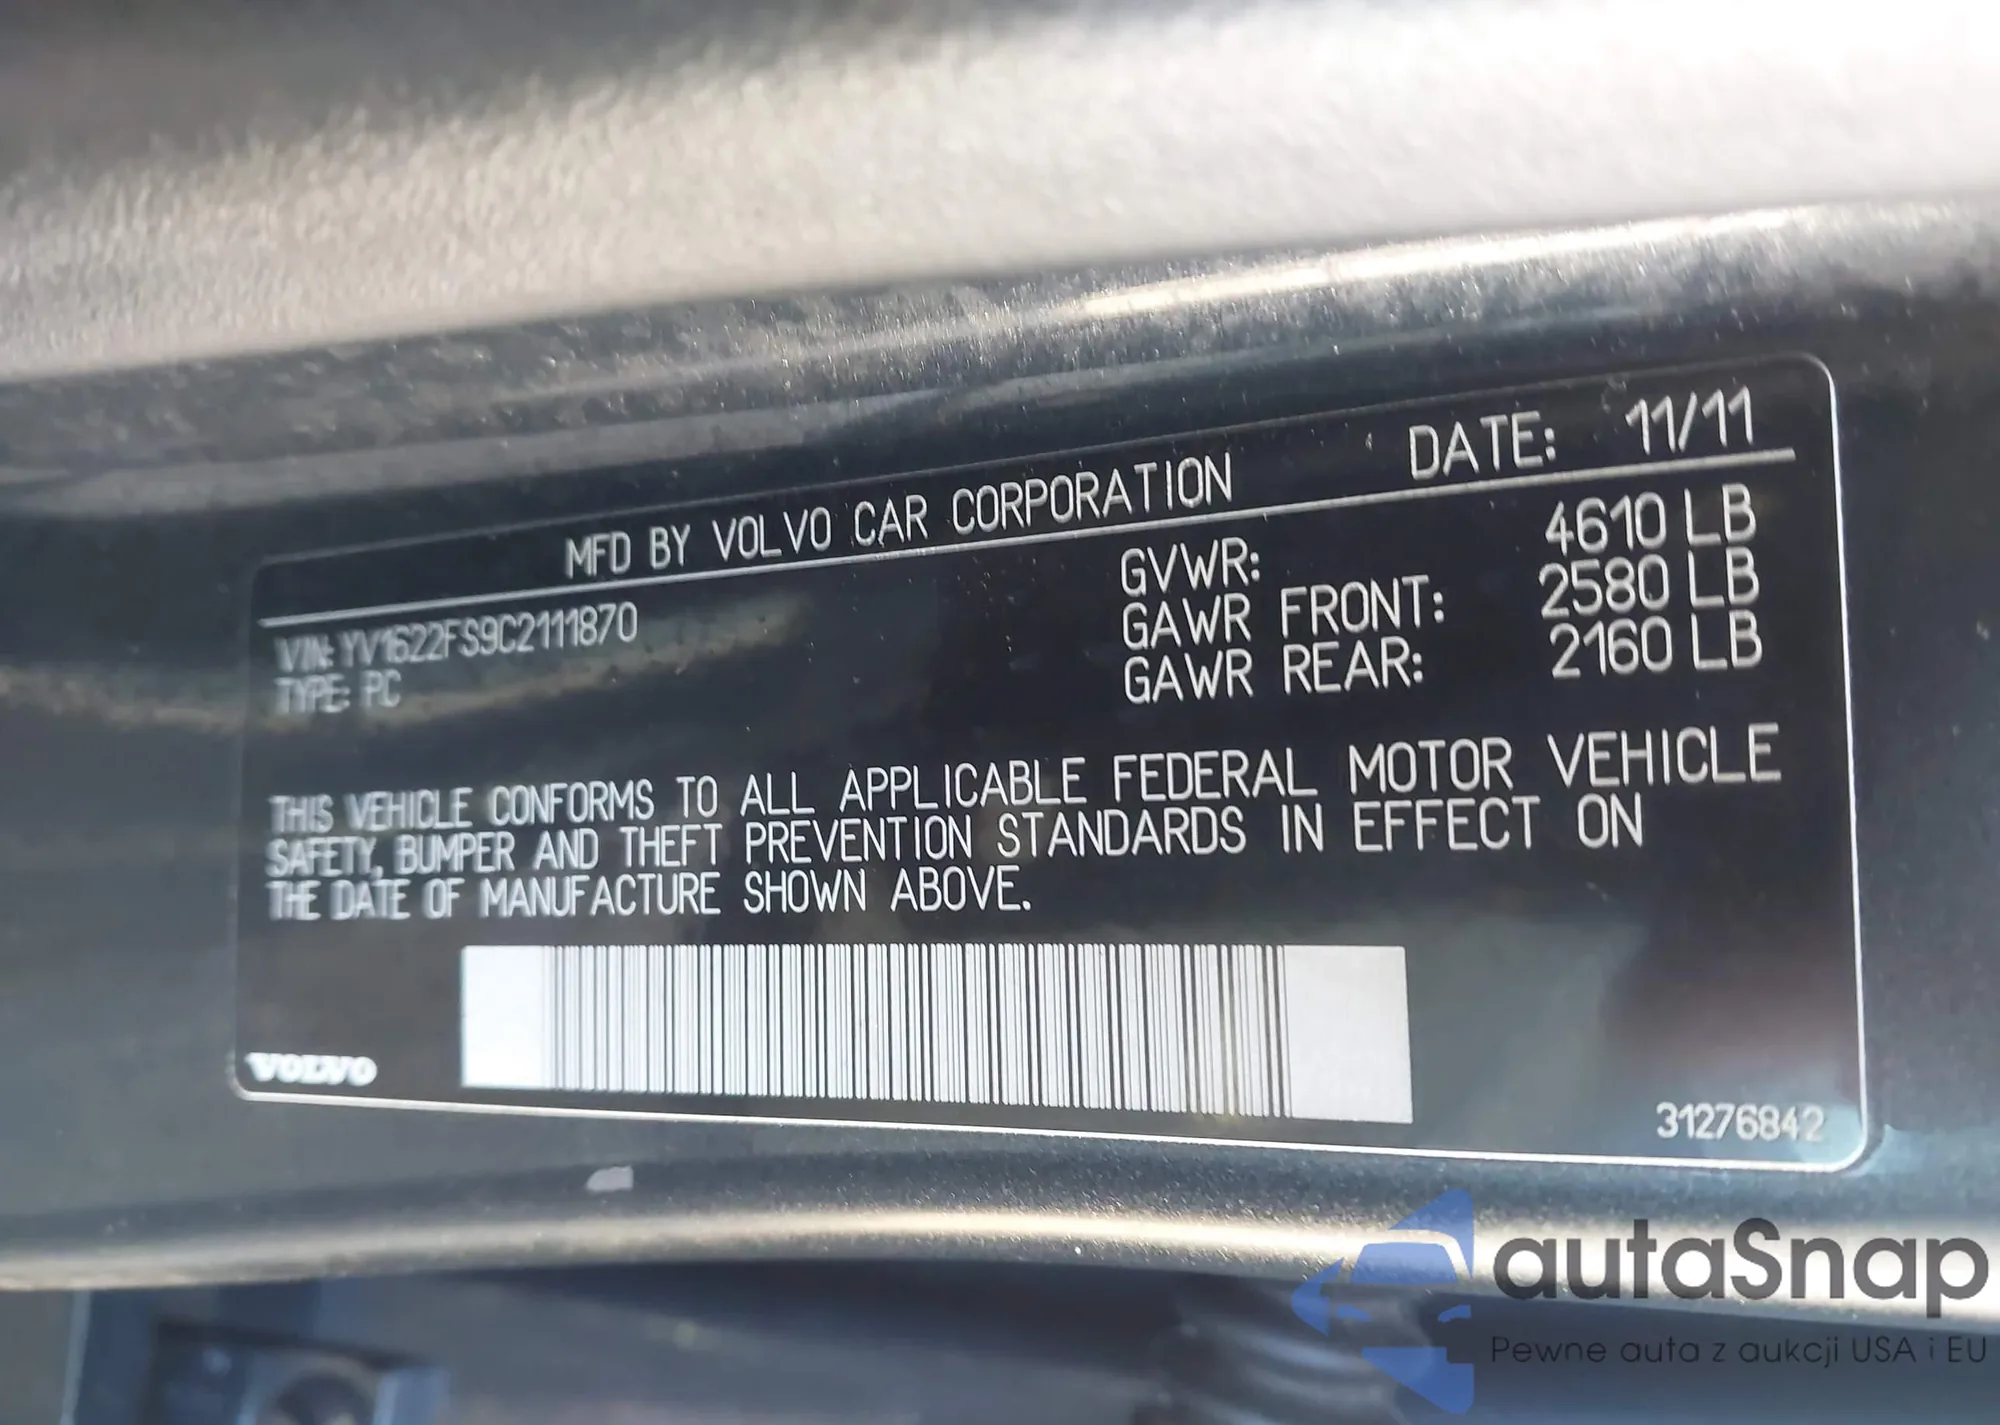 MFD BY VOLVO CAR CORPORATION DATE: 11/11
VIN: YV1622FS9C2111870
TYPE: PC
GVWR: 4610 LB
GAWR FRONT: 2580 LB
GAWR REAR: 2160 LB
THIS VEHICLE CONFORMS TO ALL APPLICABLE FEDERAL MOTOR VEHICLE
SAFETY, BUMPER AND THEFT PREVENTION STANDARDS IN EFFECT ON
THE DATE OF MANUFACTURE SHOWN ABOVE.
VOLVO
31276842
autaSnap
Pewne auta z aukcji USA i EU